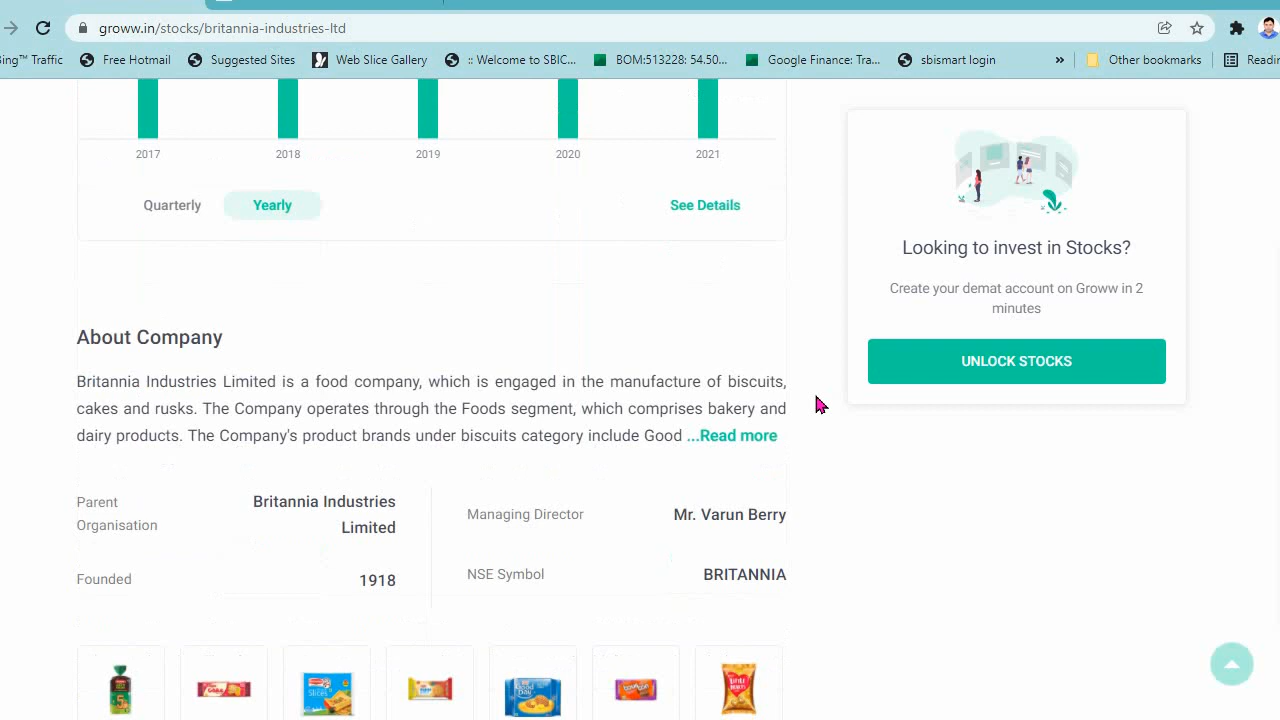 groww.in/stocks/britannia-industries-ltd
Free Hotmail
Suggested Sites
Web Slice Gallery
:: Welcome to SBIC...
BOM:513228: 54.50...
Google Finance: Tra...
sbismart login
»
Other bookmarks
2017 2018 2019 2020 2021
Quarterly Yearly See Details
Looking to invest in Stocks?
Create your demat account on Groww in 2
minutes
UNLOCK STOCKS
About Company
Britannia Industries Limited is a food company, which is engaged in the manufacture of biscuits,
cakes and rusks. The Company operates through the Foods segment, which comprises bakery and
dairy products. The Company's product brands under biscuits category include Good ...Read more
Parent
Organisation
Britannia Industries
Limited
Managing Director Mr. Varun Berry
Founded 1918
NSE Symbol BRITANNIA